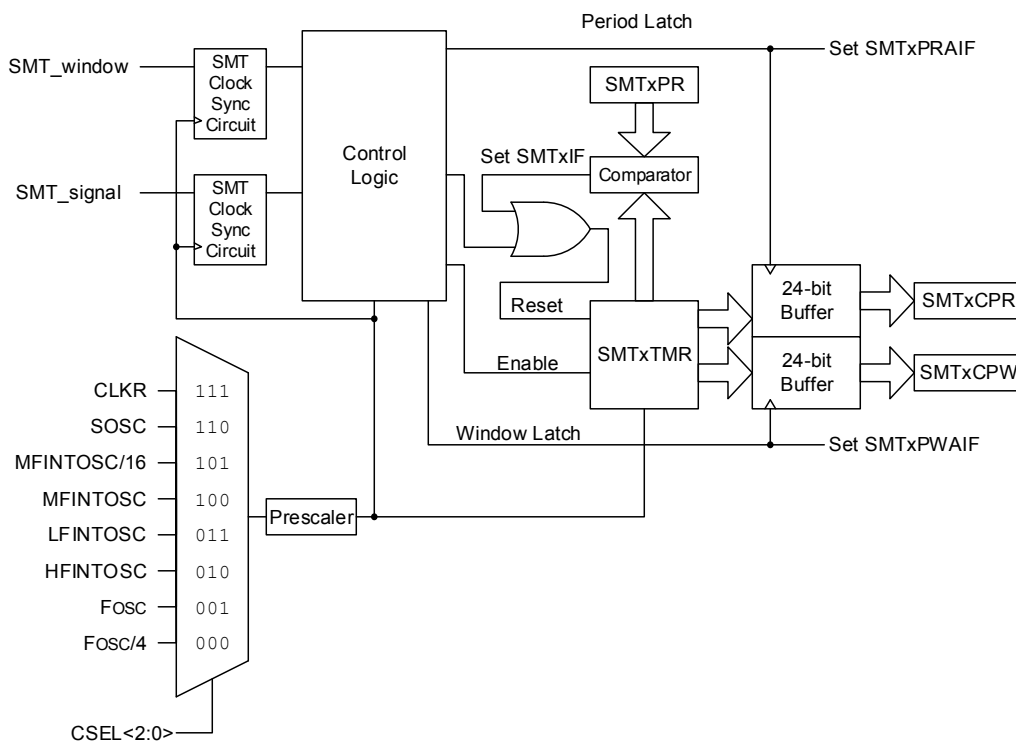 Period Latch
Set SMTxPRAIF
SMT_window
SMT
Clock
Sync
Circuit
Control
Logic
SMTxPR
Set SMTxIF
Comparator
SMT_signal
SMT
Clock
Sync
Circuit
Reset
SMTxTMR
24-bit
Buffer
SMTxCPR
Enable
24-bit
Buffer
SMTxCPW
Window Latch
Set SMTxPWAIF
CLKR 111
SOSC 110
MFINTOSC/16 101
MFINTOSC 100
Prescaler
LFINTOSC 011
HFINTOSC 010
FOSC 001
FOSC/4 000
CSEL<2:0>